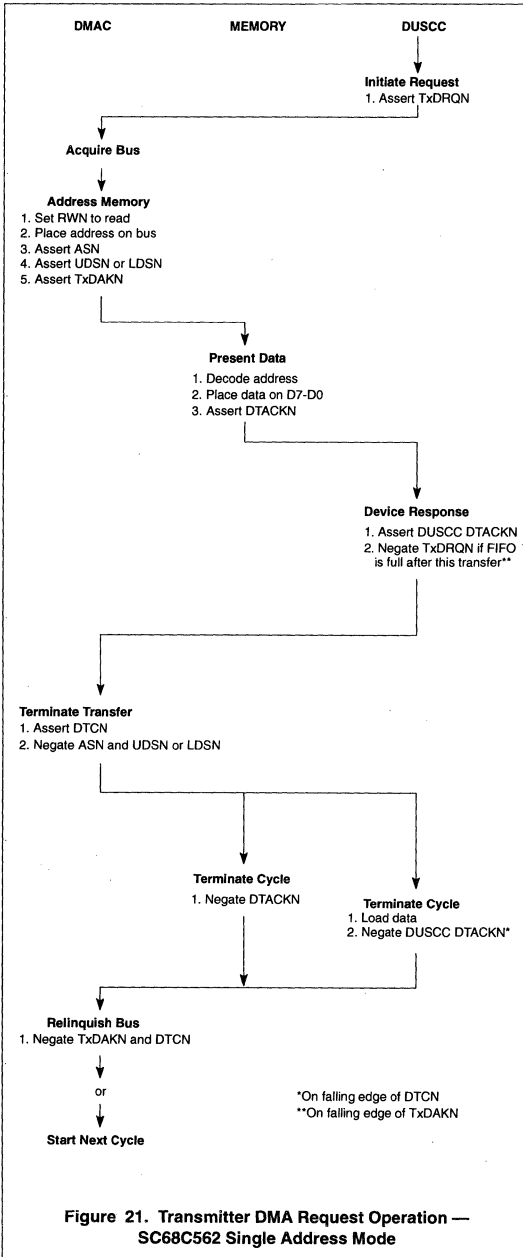 DMAC MEMORY DUSCC
Initiate Request
1. Assert TxDRQN
Acquire Bus
Address Memory
1. Set RWN to read
2. Place address on bus
3. Assert ASN
4. Assert UDSN or LDSN
5. Assert TxDAKN
Present Data
1. Decode address
2. Place data on D7-D0
3. Assert DTACKN
Device Response
1. Assert DUSCC DTACKN
2. Negate TxDRQN if FIFO
is full after this transfer**
Terminate Transfer
1. Assert DTCN
2. Negate ASN and UDSN or LDSN
Terminate Cycle
1. Negate DTACKN
Terminate Cycle
1. Load data
2. Negate DUSCC DTACKN*
Relinquish Bus
1. Negate TxDAKN and DTCN
or
Start Next Cycle
*On falling edge of DTCN
**On falling edge of TxDAKN
Figure 21. Transmitter DMA Request Operation —
SC68C562 Single Address Mode